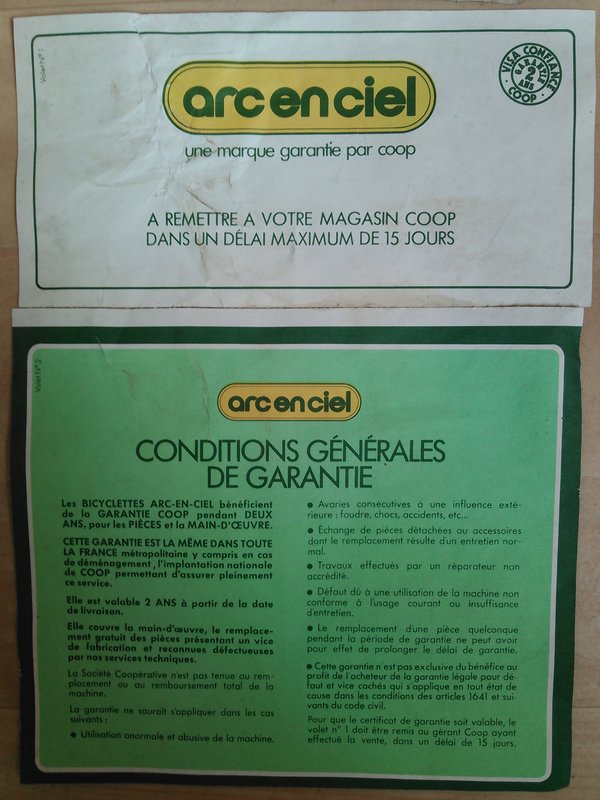 Volet N° 1
arc en ciel
VISA CONFIANCE
GARANTIE
2
ANS
COOP
une marque garantie par coop
A REMETTRE A VOTRE MAGASIN COOP
DANS UN DÉLAI MAXIMUM DE 15 JOURS
Volet N° 2
arc en ciel
CONDITIONS GÉNÉRALES
DE GARANTIE
Les BICYCLETTES ARC-EN-CIEL bénéficient
de la GARANTIE COOP pendant DEUX
ANS, pour les PIÈCES et la MAIN-D'ŒUVRE.
CETTE GARANTIE EST LA MÊME DANS TOUTE
LA FRANCE métropolitaine y compris en cas
de déménagement, l'implantation nationale
de COOP permettant d'assurer pleinement
ce service.
Elle est valable 2 ANS à partir de la date
de livraison.
Elle couvre la main-d'œuvre, le remplace-
ment gratuit des pièces présentant un vice
de fabrication et reconnues défectueuses
par nos services techniques.
La Société Coopérative n'est pas tenue au rem-
placement ou au remboursement total de la
machine.
La garantie ne saurait s'appliquer dans les cas
suivants :
● Utilisation anormale et abusive de la machine.
● Avaries consécutives à une influence exté-
rieure : foudre, chocs, accidents, etc...
● Echange de pièces détachées ou accessoires
dont le remplacement résulte d'un entretien nor-
mal.
● Travaux effectués par un réparateur non
accrédité.
● Défaut dû à une utilisation de la machine non
conforme à l'usage courant ou insuffisance
d'entretien.
● Le remplacement d'une pièce quelconque
pendant la période de garantie ne peut avoir
pour effet de prolonger le délai de garantie.
● Cette garantie n'est pas exclusive du bénéfice au
profit de l'acheteur de la garantie légale pour dé-
faut et vice cachés qui s'applique en tout état de
cause dans les conditions des articles 1641 et sui-
vants du code civil.
Pour que le certificat de garantie soit valable, le
volet n° 1 doit être remis au gérant Coop ayant
effectué la vente, dans un délai de 15 jours.